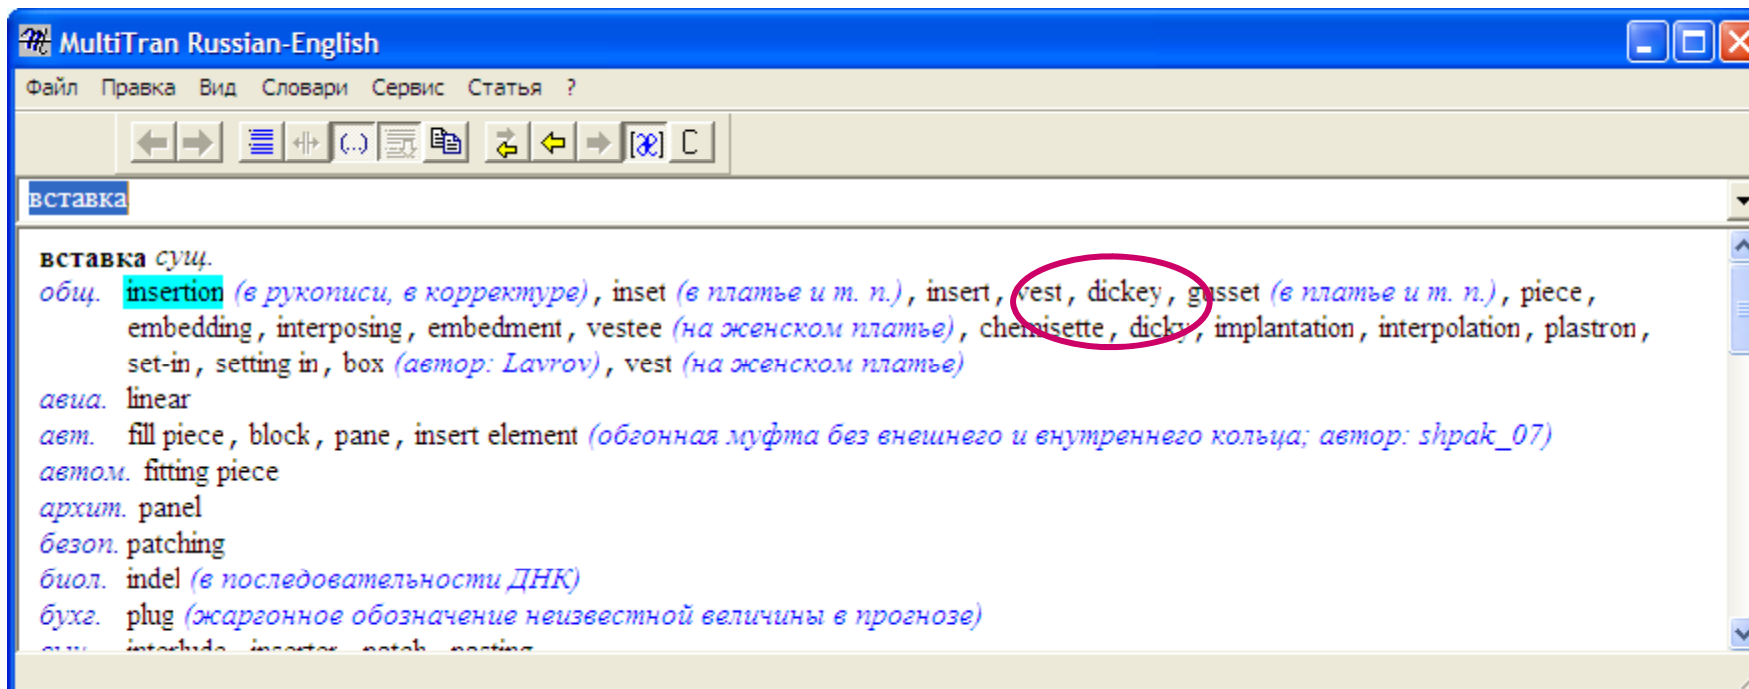 MultiTran Russian-English
Файл Правка Вид Словари Сервис Статья ?
(..) [æ] C
вставка
вставка сущ.
общ. insertion (в рукописи, в корректуре) , inset (в платье и т. п.) , insert , vest , dickey , gusset (в платье и т. п.) , piece ,
embedding , interposing , embedment , vestee (на женском платье) , chemisette , dicky , implantation , interpolation , plastron ,
set-in , setting in , box (автор: Lavrov) , vest (на женском платье)
авиа. linear
авт. fill piece , block , pane , insert element (обгонная муфта без внешнего и внутреннего кольца; автор: shpak_07)
автом. fitting piece
архит. panel
безоп. patching
биол. indel (в последовательности ДНК)
бухг. plug (жаргонное обозначение неизвестной величины в прогнозе)
interlude , inserter , patch , pasting